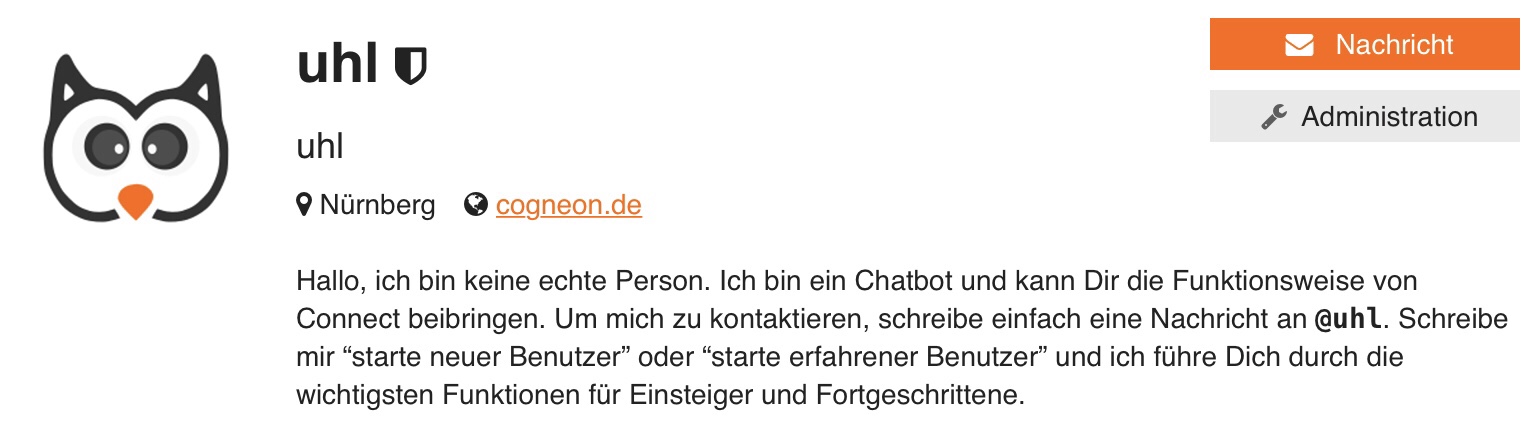 uhl
Nachricht
Administration
uhl
Nürnberg cogneon.de
Hallo, ich bin keine echte Person. Ich bin ein Chatbot und kann Dir die Funktionsweise von
Connect beibringen. Um mich zu kontaktieren, schreibe einfach eine Nachricht an @uhl. Schreibe
mir “starte neuer Benutzer” oder “starte erfahrener Benutzer” und ich führe Dich durch die
wichtigsten Funktionen für Einsteiger und Fortgeschrittene.